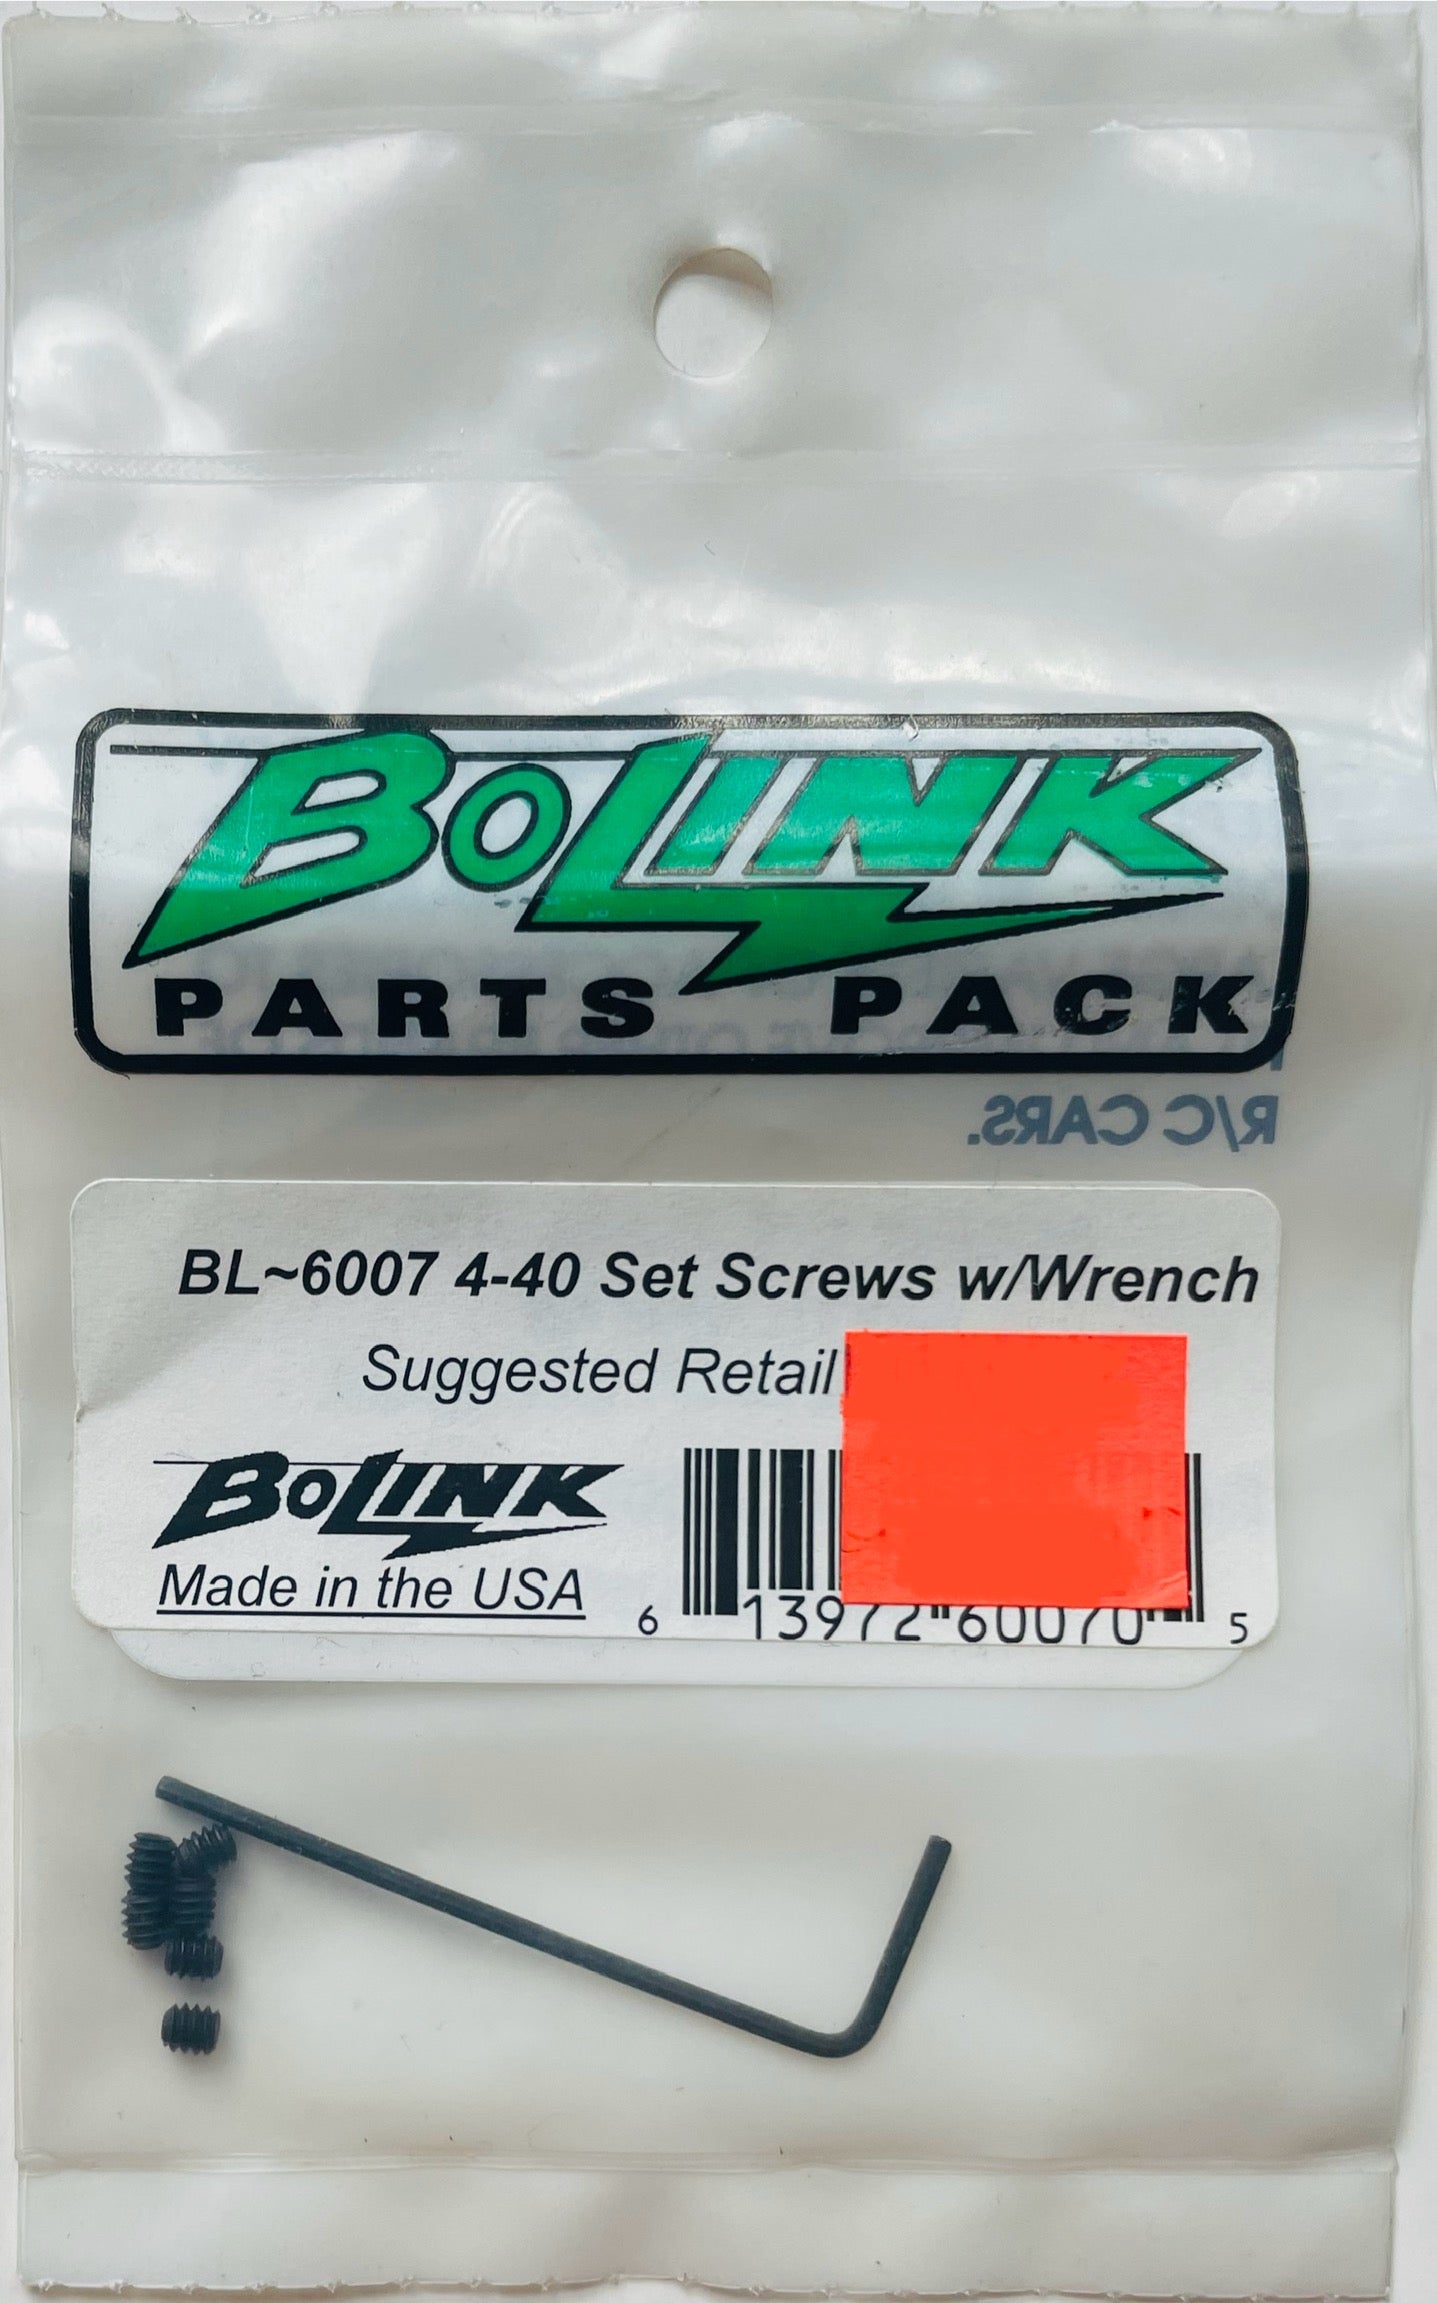 BOLINK
PARTS PACK
R/C CARS.
BL~6007 4-40 Set Screws w/Wrench
Suggested Retail
BOLINK
Made in the USA
6 13972 60070 5